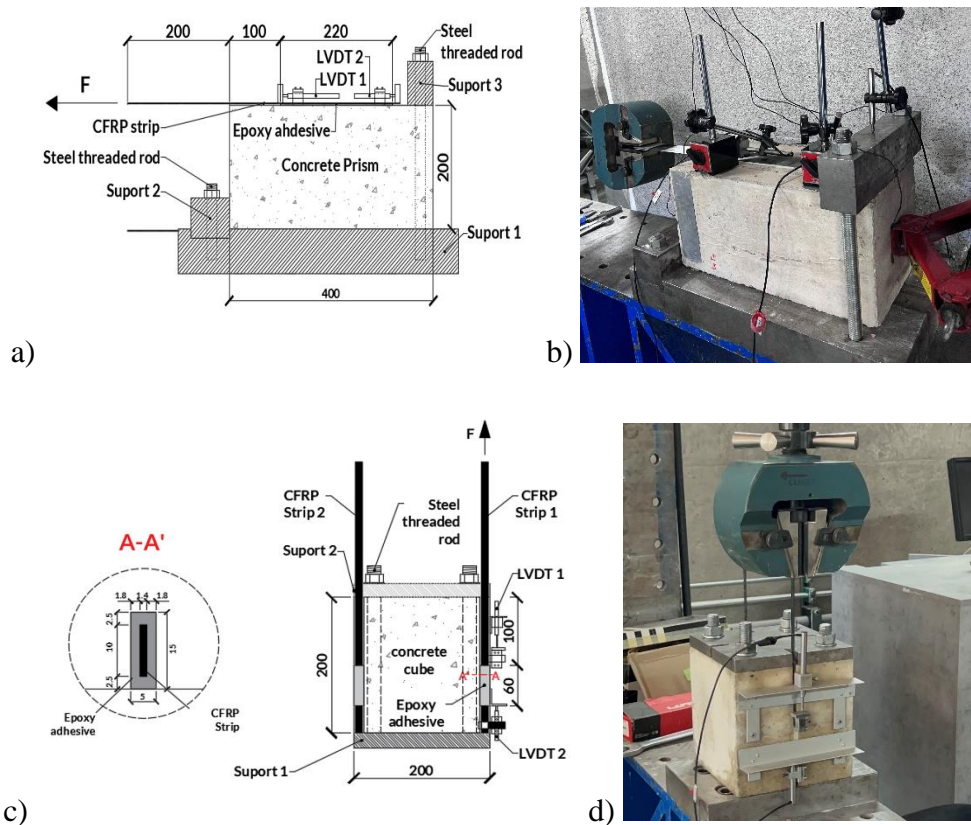 200 100 220
Steel
threaded rod
LVDT 2
LVDT 1
Suport 3
F
CFRP strip
Epoxy ahdesive
Steel threaded rod
Concrete Prism
200
Suport 2
Suport 1
400
a)
b)
F
CFRP
Strip 2
Steel
threaded
rod
CFRP
Strip 1
A-A'
Suport 2
LVDT 1
1.8 1.4 1.8
2.5
10
2.5
15
5
200
concrete
cube
100
A' A
60
Epoxy
adhesive
Epoxy
adhesive
CFRP
Strip
Suport 1
LVDT 2
200
c)
d)